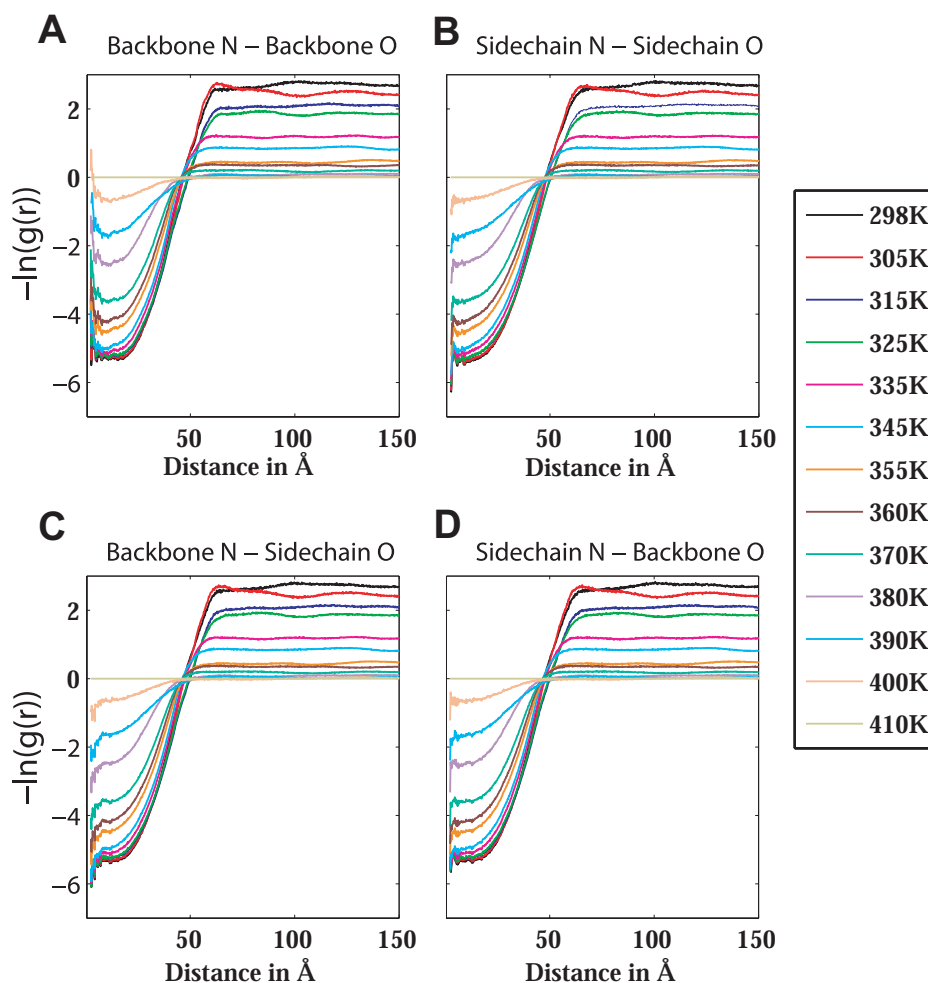 A
Backbone N – Backbone O
B
Sidechain N – Sidechain O
–ln(g(r))
2
0
−2
−4
−6
50
100
150
Distance in Å
50
100
150
Distance in Å
298K
305K
315K
325K
335K
345K
355K
360K
370K
380K
390K
400K
410K
C
Backbone N – Sidechain O
D
Sidechain N – Backbone O
–ln(g(r))
2
0
−2
−4
−6
50
100
150
Distance in Å
50
100
150
Distance in Å